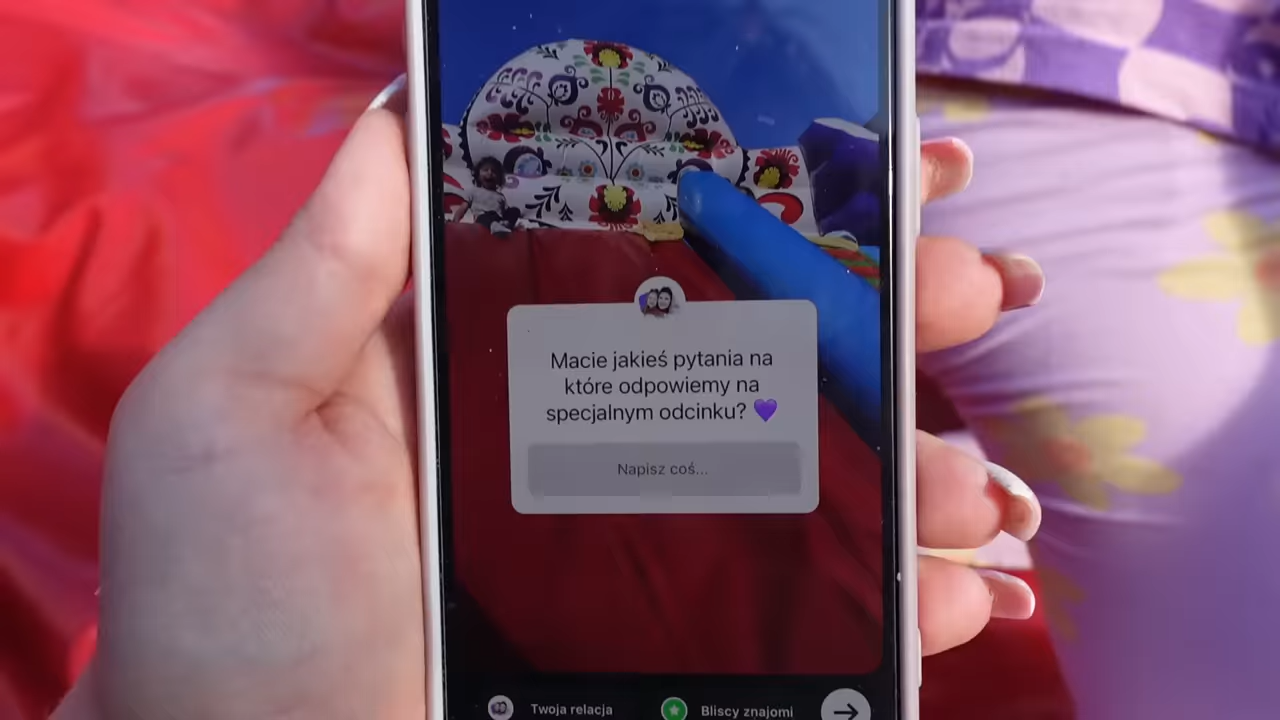 Macie jakieś pytania na
które odpowiemy na
specjalnym odcinku? 💜
Napisz coś...
Twoja relacja
Bliscy znajomi